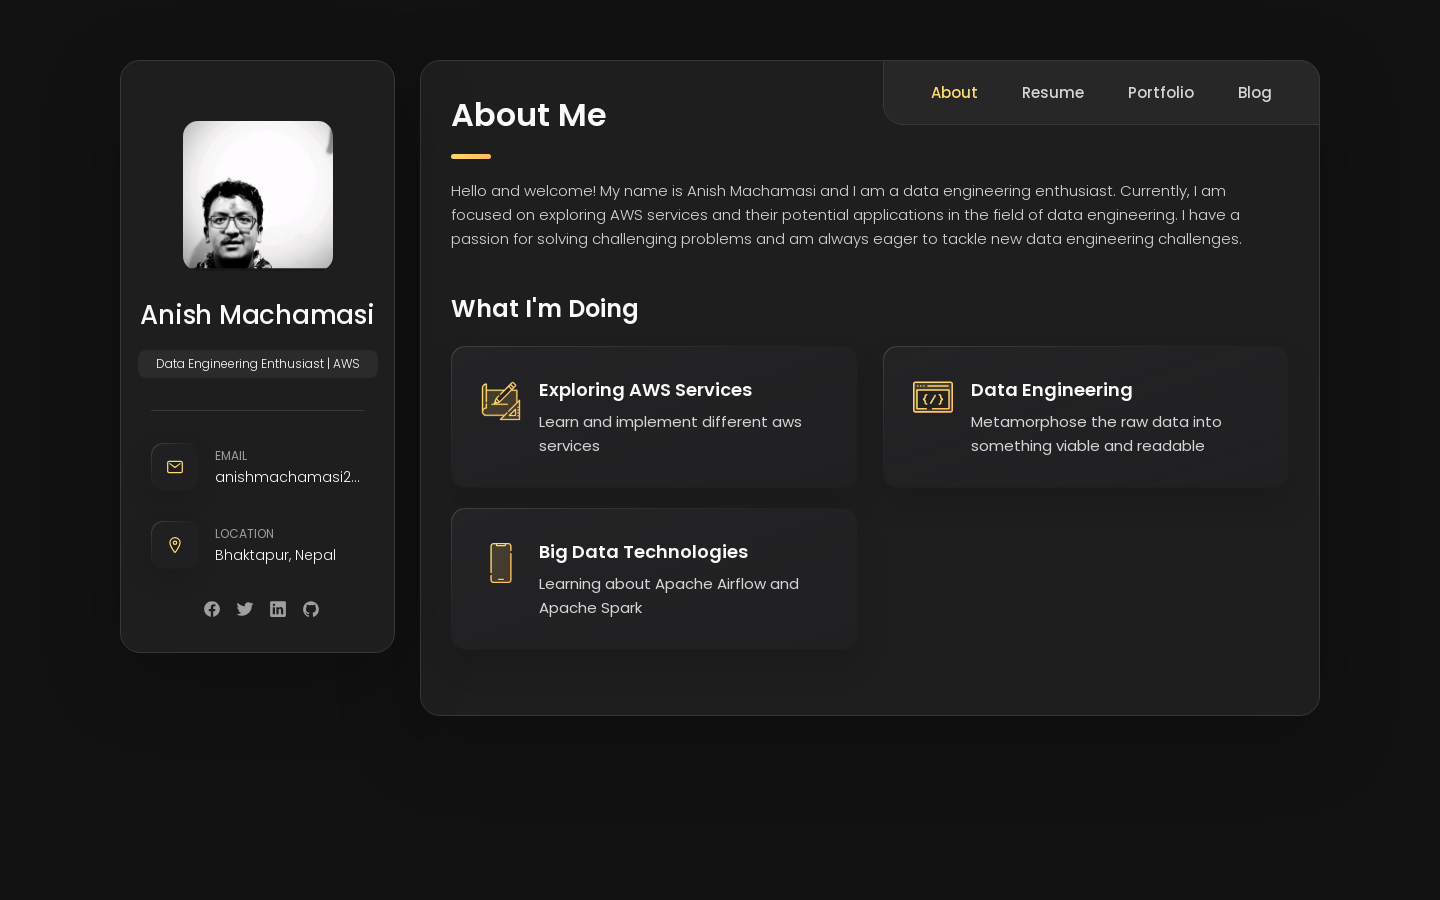 Anish Machamasi
Data Engineering Enthusiast | AWS
EMAIL
anishmachamasi2...
LOCATION
Bhaktapur, Nepal
About
Resume
Portfolio
Blog
About Me
Hello and welcome! My name is Anish Machamasi and I am a data engineering enthusiast. Currently, I am
focused on exploring AWS services and their potential applications in the field of data engineering. I have a
passion for solving challenging problems and am always eager to tackle new data engineering challenges.
What I'm Doing
Exploring AWS Services
Learn and implement different aws
services
Data Engineering
Metamorphose the raw data into
something viable and readable
Big Data Technologies
Learning about Apache Airflow and
Apache Spark